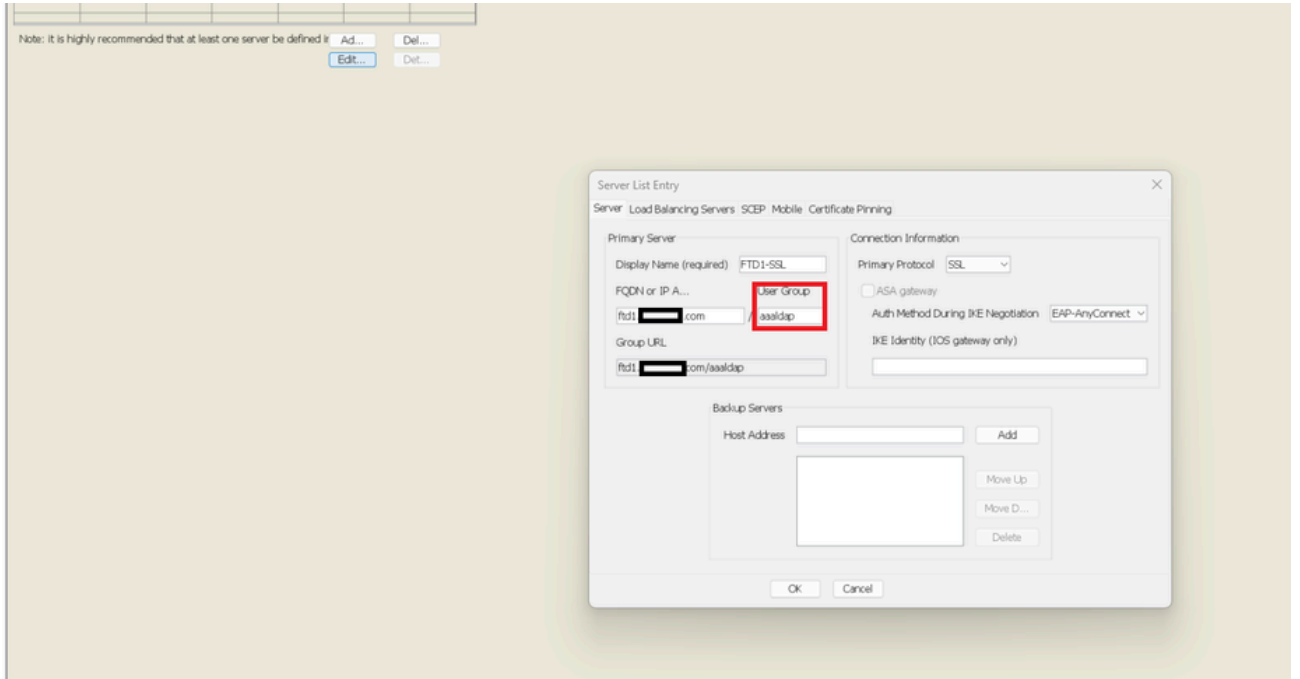 Note: it is highly recommended that at least one server be defined ir
Ad... Del...
Edit... Det...
Server List Entry
Server Load Balancing Servers SCEP Mobile Certificate Pinning
Primary Server
Display Name (required) FTD1-SSL
FQDN or IP A... User Group
ftd1 .com / aaaldap
Group URL
ftd1. com/aaaldap
Connection Information
Primary Protocol SSL
ASA gateway
Auth Method During IKE Negotiation EAP-AnyConnect
IKE Identity (IOS gateway only)
Backup Servers
Host Address Add
Move Up
Move D...
Delete
OK Cancel